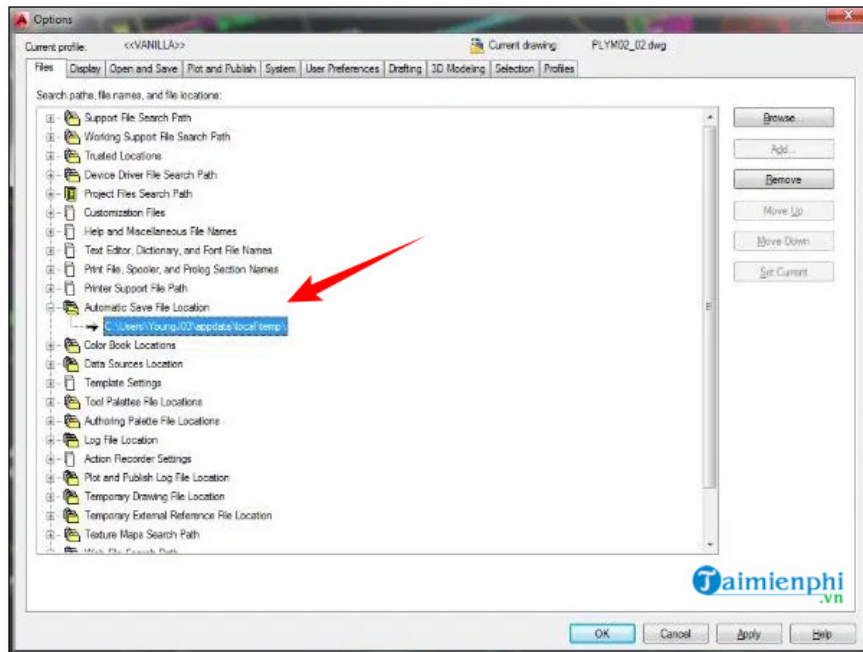 Options
Current profile: <<VANILLA>> Current drawing: PLYM02_02.dwg
Files Display Open and Save Plot and Publish System User Preferences Drafting 3D Modeling Selection Profiles
Search paths, file names, and file locations:
Support File Search Path
Working Support File Search Path
Trusted Locations
Device Driver File Search Path
Project Files Search Path
Customization Files
Help and Miscellaneous File Names
Text Editor, Dictionary, and Font File Names
Print File, Spooler, and Prolog Section Names
Printer Support File Path
Automatic Save File Location
C:\Users\YoungJ03\appdata\local\temp\
Color Book Locations
Data Sources Location
Template Settings
Tool Palettes File Locations
Authoring Palette File Locations
Log File Location
Action Recorder Settings
Plot and Publish Log File Location
Temporary Drawing File Location
Temporary External Reference File Location
Texture Maps Search Path
Browse...
Add...
Remove
Move Up
Move Down
Set Current
Taimienphi
.vn
OK Cancel Apply Help